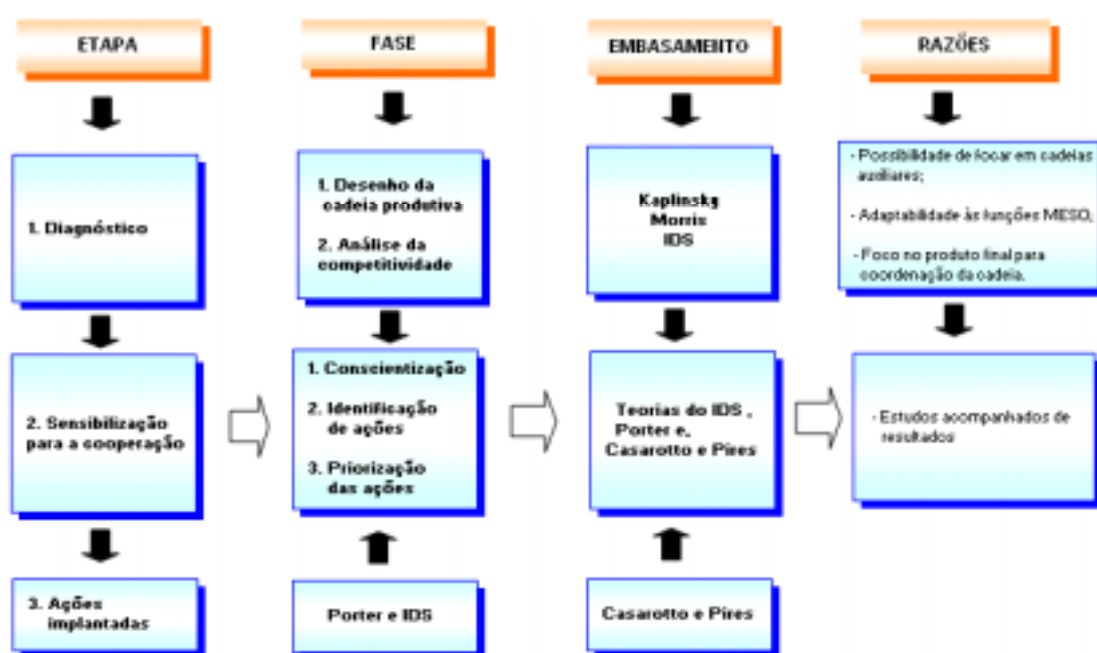 ETAPA
FASE
EMBASAMENTO
RAZÕES
1. Diagnóstico
1. Desenho da
cadeia produtiva
2. Análise da
competitividade
Kaplinsky
Morris
IDS
- Possibilidade de focar em cadeias
auxiliares;
- Adaptabilidade às funções MESO;
- Foco no produto final para
coordenação da cadeia.
2. Sensibilização
para a cooperação
1. Conscientização
2. Identificação
de ações
3. Priorização
das ações
Teorias do IDS ,
Porter e,
Casarotto e Pires
- Estudos acompanhados de
resultados
3. Ações
implantadas
Porter e IDS
Casarotto e Pires